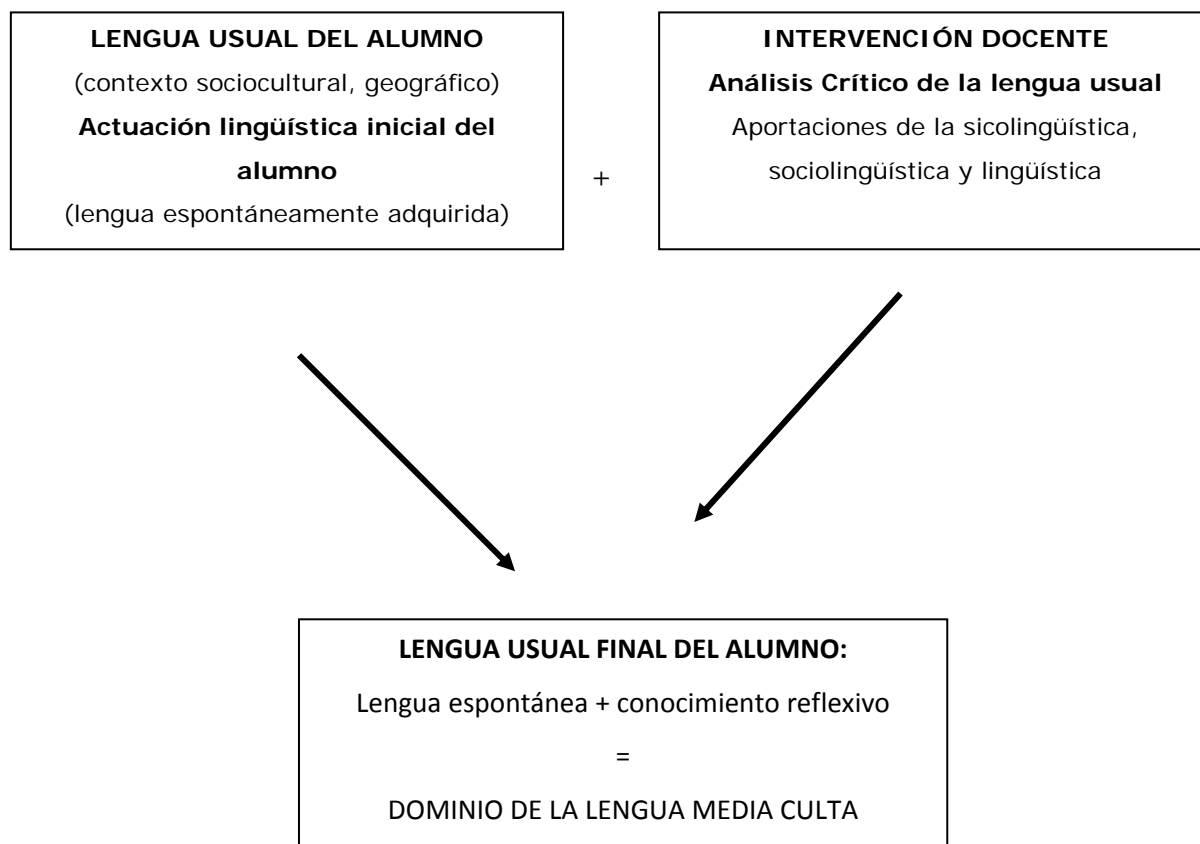 LENGUA USUAL DEL ALUMNO
(contexto sociocultural, geográfico)
Actuación lingüística inicial del
alumno
(lengua espontáneamente adquirida)
+
INTERVENCIÓN DOCENTE
Análisis Crítico de la lengua usual
Aportaciones de la sicolingüística,
sociolingüística y lingüística
LENGUA USUAL FINAL DEL ALUMNO:
Lengua espontánea + conocimiento reflexivo
=
DOMINIO DE LA LENGUA MEDIA CULTA